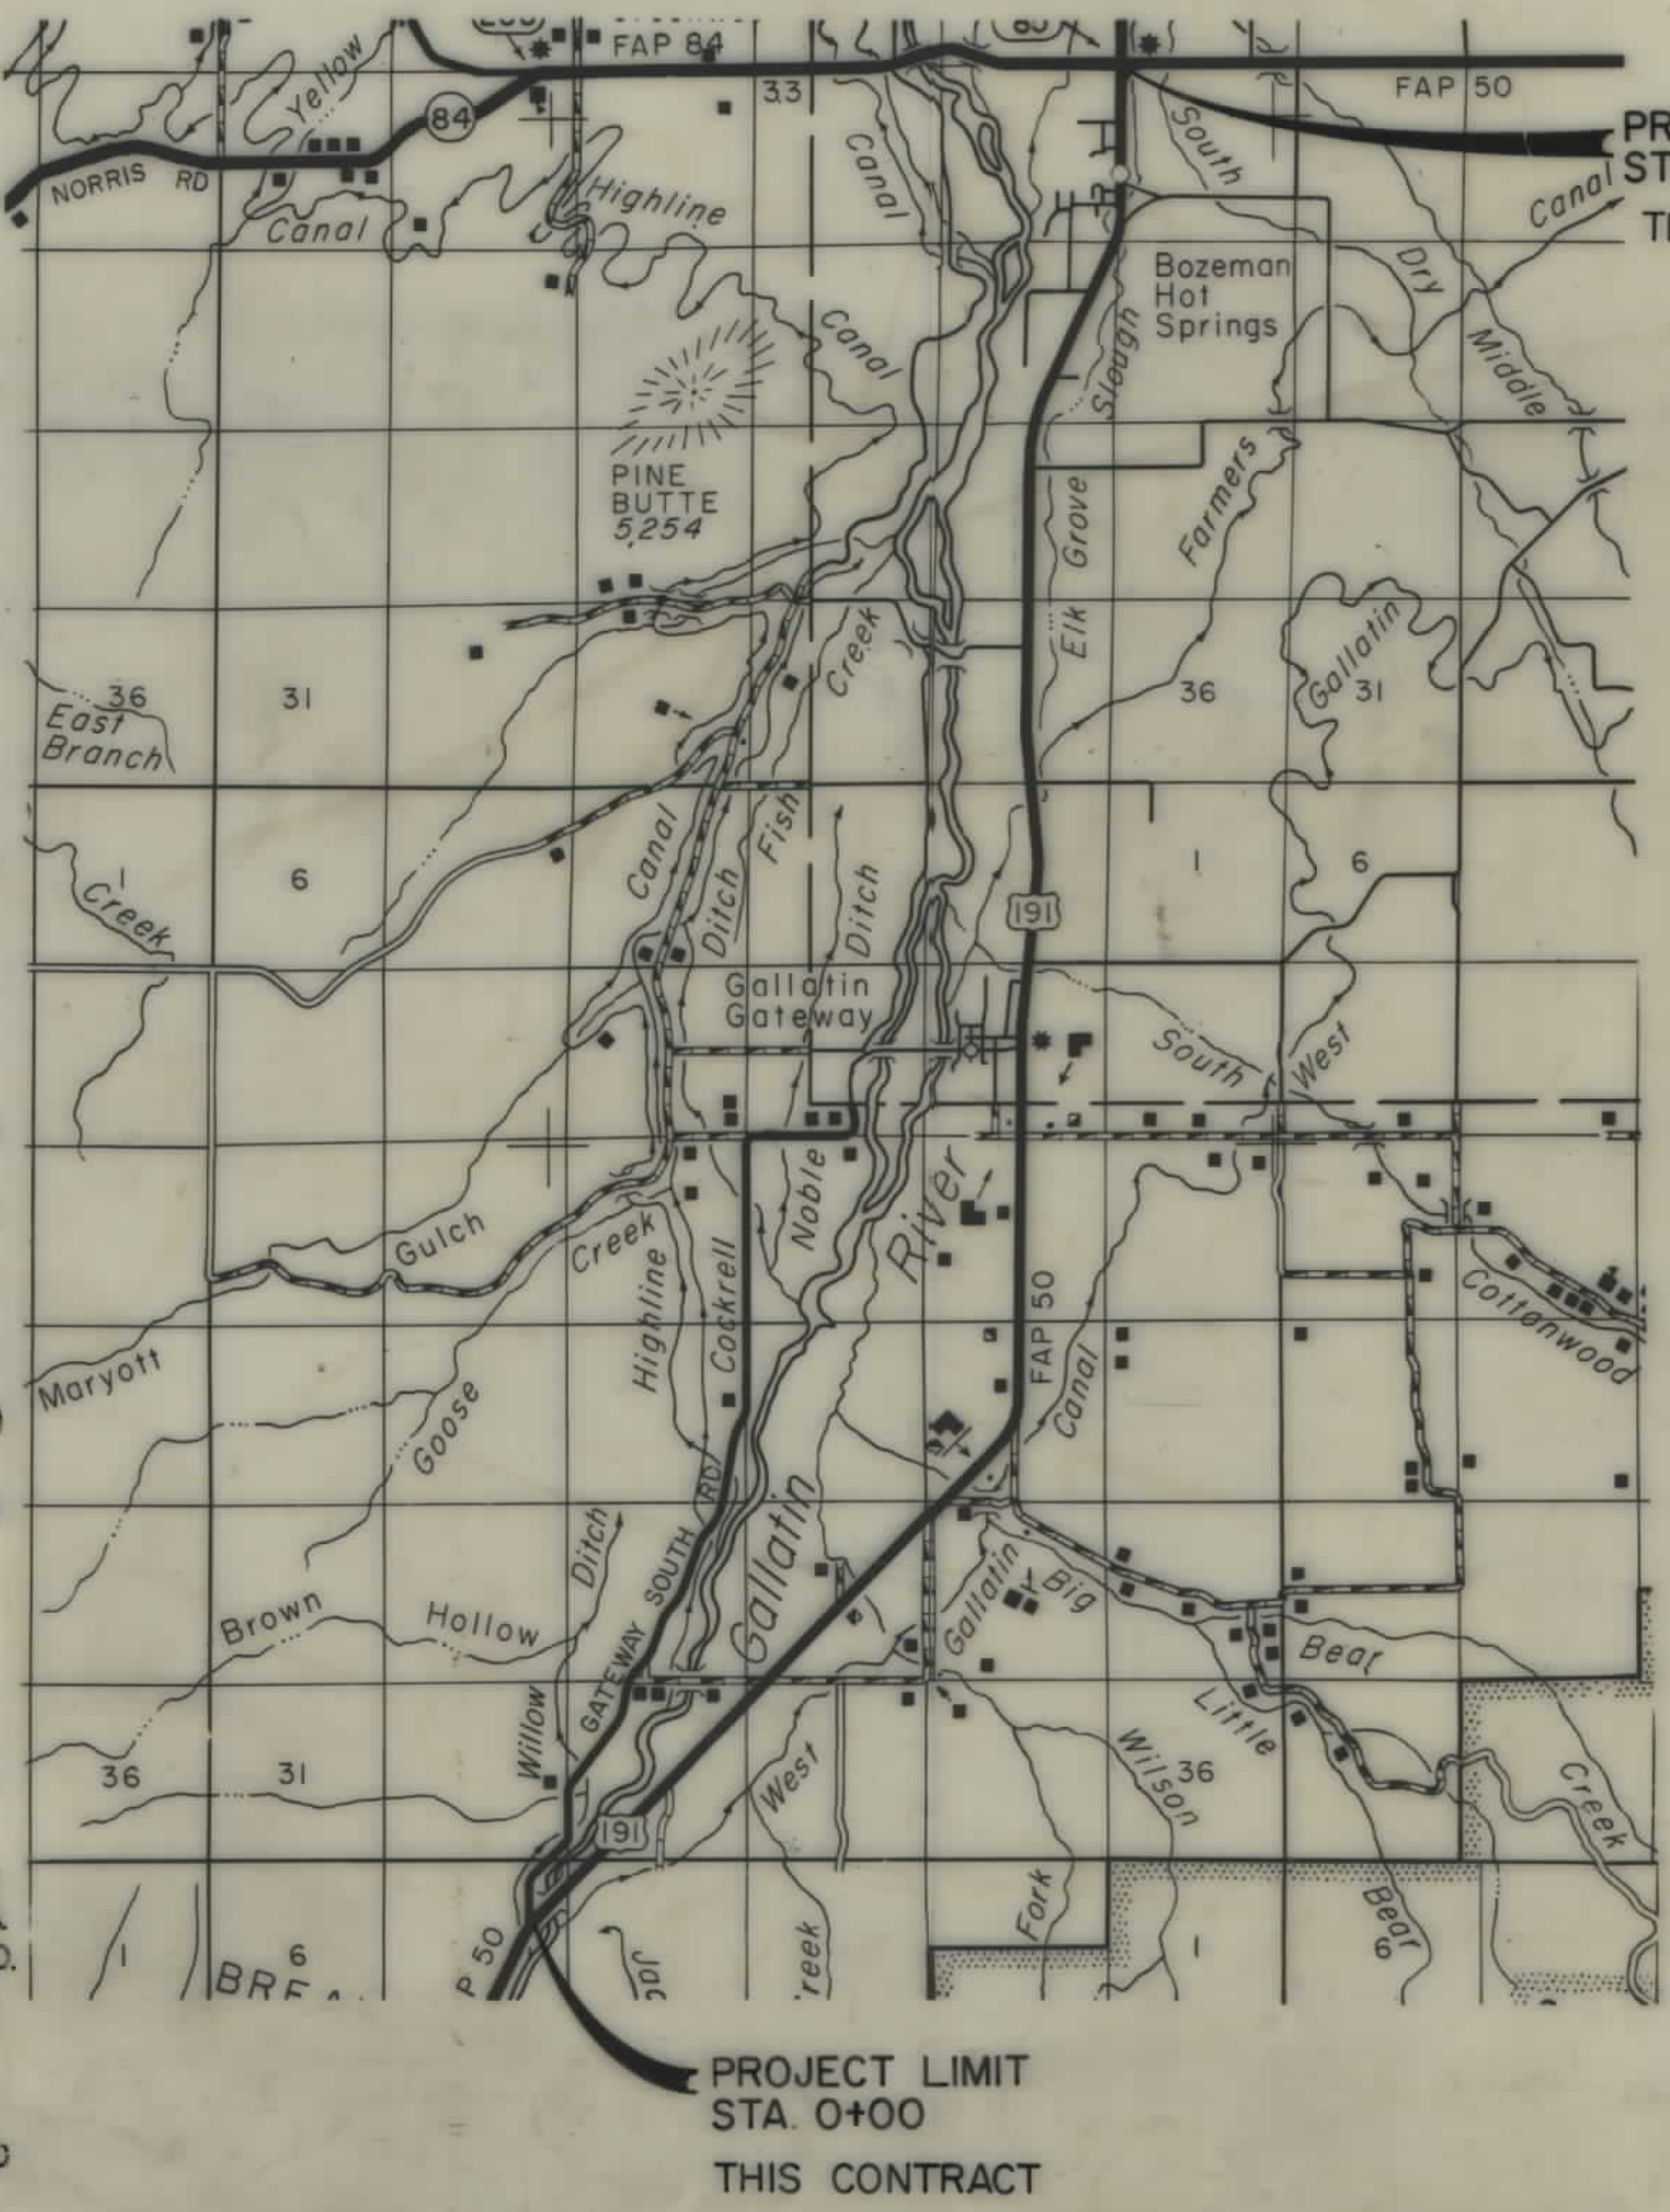 FAP 84
Yellow
33
FAP 50
84
NORRIS RD
Canal
Highline
Canal
South
PR
ST
Canal
Bozeman
Hot
Springs
Dry
Canal
Slough
Middle
PINE
BUTTE
5,254
Farmers
Elk Grove
Creek
Gallatin
36
31
36
31
East
Branch
Canal
Fish
6
1
Creek
Ditch
Ditch
1
6
191
Gallatin
Gateway
South
West
Noble
River
Gulch
Creek
Highline
Cockrell
FAP 50
Cottonwood
Maryott
Goose
Canal
Ditch
GATEWAY SOUTH RD
Gallatin
Gallatin
Big
Brown Hollow
Bear
Willow
Little
36
31
West
Wilson
36
Creek
191
Fork
Bear
1
6
P 50
Jac
reek
1
6
PROJECT LIMIT
STA. 0+00
THIS CONTRACT